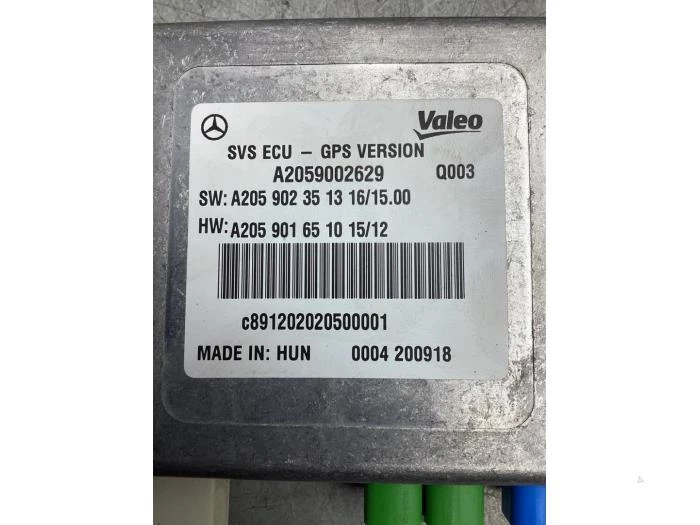 Valeo
SVS ECU – GPS VERSION
A2059002629 Q003
SW: A205 902 35 13 16/15.00
HW: A205 901 65 10 15/12
c891202020500001
MADE IN: HUN 0004 200918